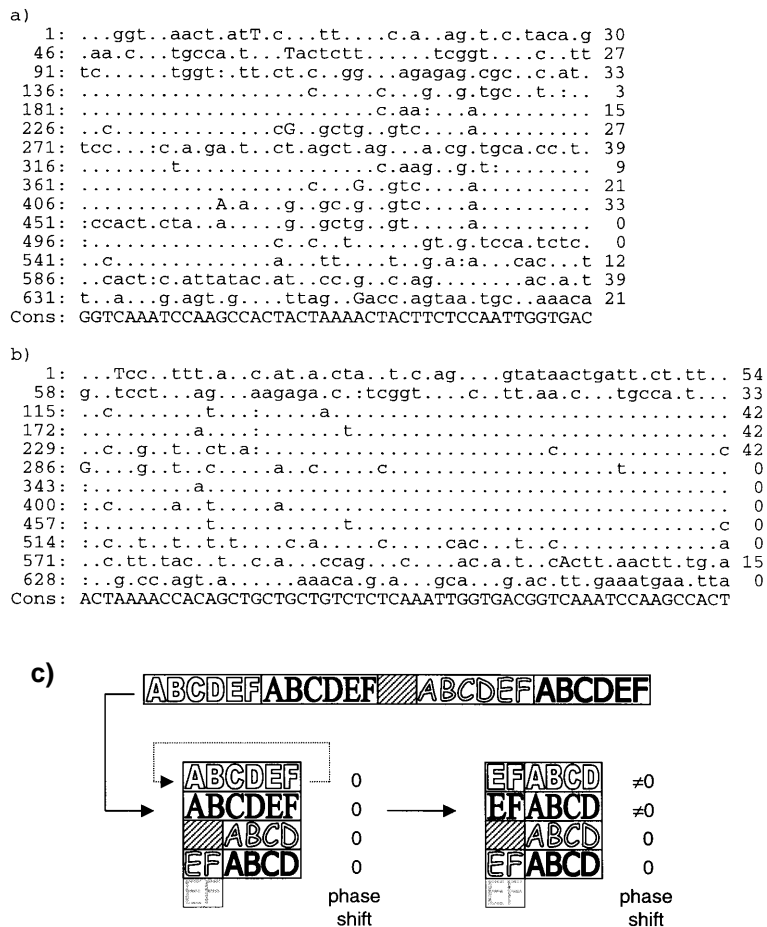 a)
1: ...ggt..aact.atT.c...tt....c.a..ag.t.c.taca.g 30
46: .aa.c...tgcca.t...Tactctt......tcggt....c..tt 27
91: tc......tggt:.tt.ct.c..gg...agagag.cgc..c.at. 33
136: ....................c.....c...g..g.tgc..t.:.. 3
181: ..........................c.aa:...a.......... 15
226: ..c..............cG..gctg..gtc....a.......... 27
271: tcc...:c.a.ga.t..ct.agct.ag...a.cg.tgca.cc.t. 39
316: ........t.................c.aag..g.t:........ 9
361: ....................c...G..gtc....a.......... 21
406: ............A.a...g..gc.g..gtc....a.......... 33
451: :ccact.cta..a.....g..gctg..gt.....a.......... 0
496: .................c..c..t......gt.g.tcca.tctc. 0
541: ..c..............a...tt....t..g.a:a...cac...t 12
586: ..cact:c.attatac.at..cc.g..c.ag........ac.a.t 39
631: t..a...g.agt.g....ttag..Gacc.agtaa.tgc..aaaca 21
Cons: GGTCAAATCCAAGCCACTACTAAAACTACTTCTCCAATTGGTGAC
b)
1: ...Tcc..ttt.a..c.at.a.cta..t.c.ag....gtataactgatt.ct.tt.. 54
58: g..tcct...ag...aagaga.c.:tcggt....c..tt.aac....tgcca.t... 33
115: ..c........t...:.....a................................... 42
172: ..........a....:.......t................................. 42
229: ..c..g..t..ct.a:.........................c..............c 42
286: G....g..t..c.....a..c.....c....................t......... 0
343: :.........a.............................................. 0
400: :.c.....a..t.....a....................................... 0
457: :..........t...........t................................c 0
514: :.c..t..t..t.t....c.a.....c.....cac...t..c..............a 0
571: ..c.tt.tac..t..c.a...ccag...c....ac.a.t..cActt.aactt.tg.a 15
628: :..g.cc.agt.a......aaaca.g.a...gca...g.ac.tt.gaaatgaa.tta 0
Cons: ACTAAAACCACAGCTGCTGCTGTCTCTCAAATTGGTGACGGTCAAATCCAAGCCACT
c)
ABCDEF ABCDEF ABCDEF ABCDEF
ABCDEF 0 EF ABCD ≠0
ABCDEF 0 EF ABCD ≠0
ABCD 0 ABCD 0
EF ABCD 0 EF ABCD 0
EF phase EF phase
shift shift